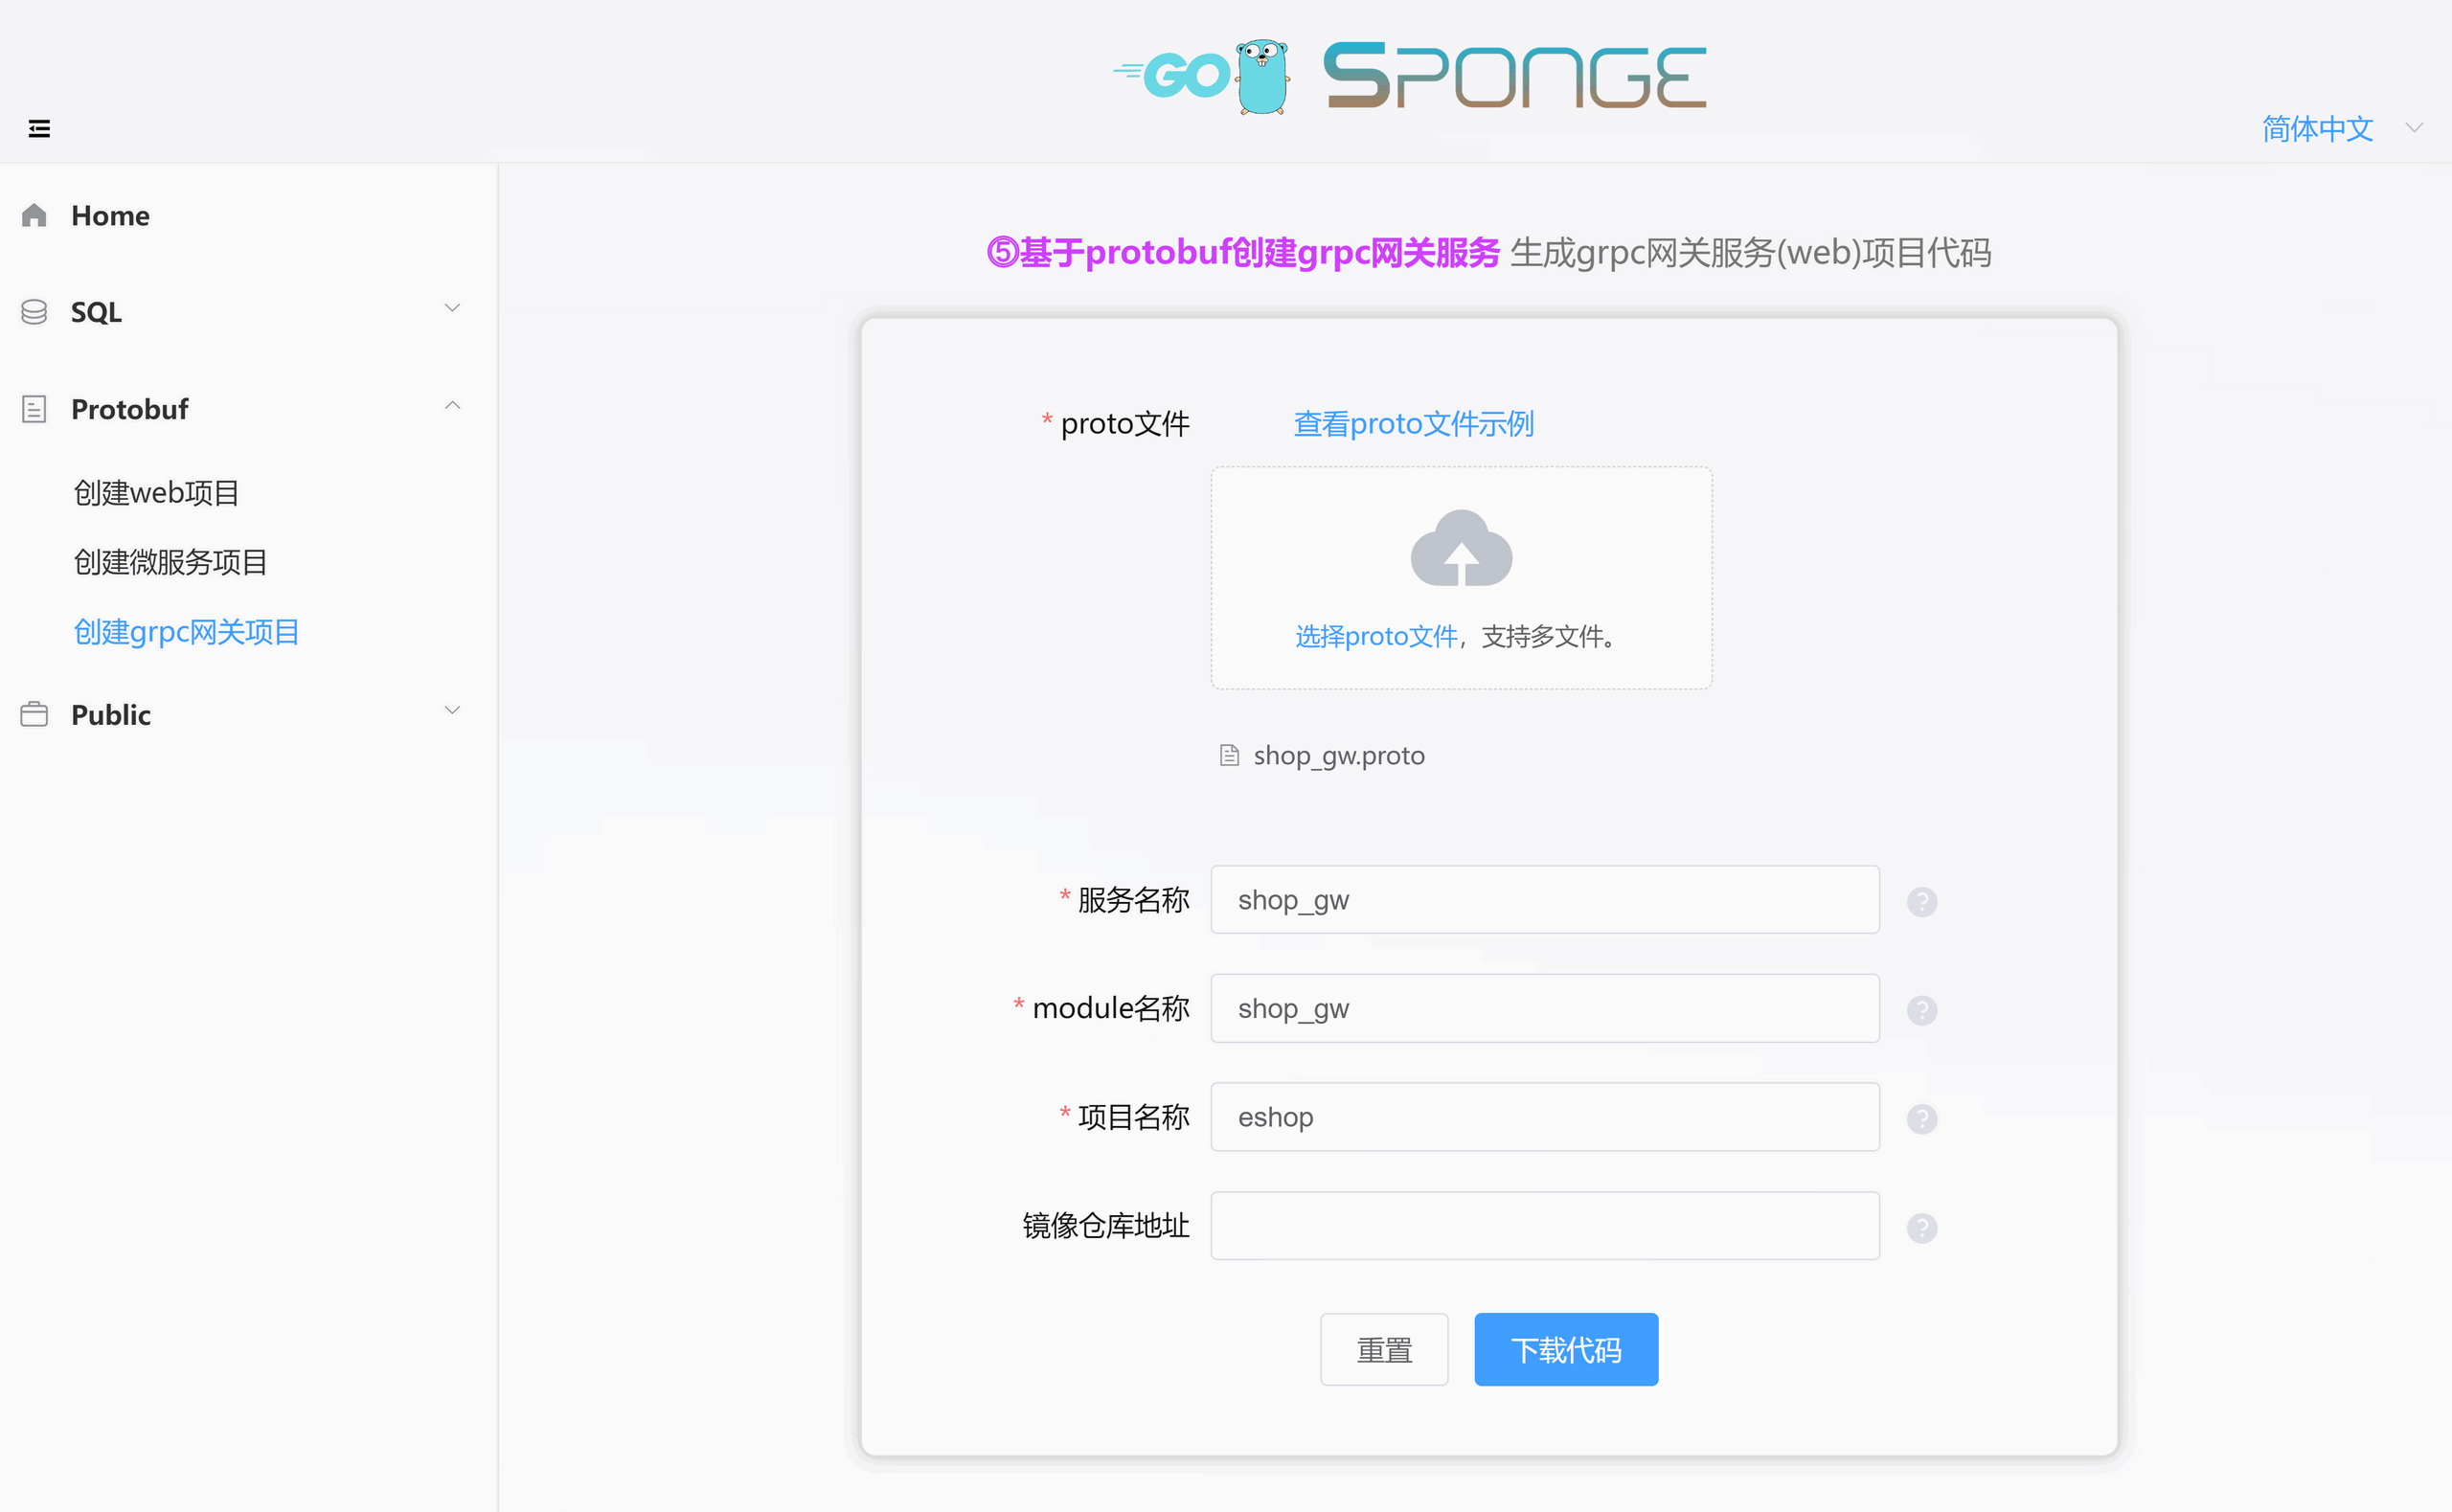 GO SPONGE
简体中文
Home
SQL
Protobuf
创建web项目
创建微服务项目
创建grpc网关项目
Public
⑤基于protobuf创建grpc网关服务 生成grpc网关服务(web)项目代码
* proto文件 查看proto文件示例
选择proto文件，支持多文件。
shop_gw.proto
* 服务名称 shop_gw ?
* module名称 shop_gw ?
* 项目名称 eshop ?
镜像仓库地址 ?
重置 下载代码